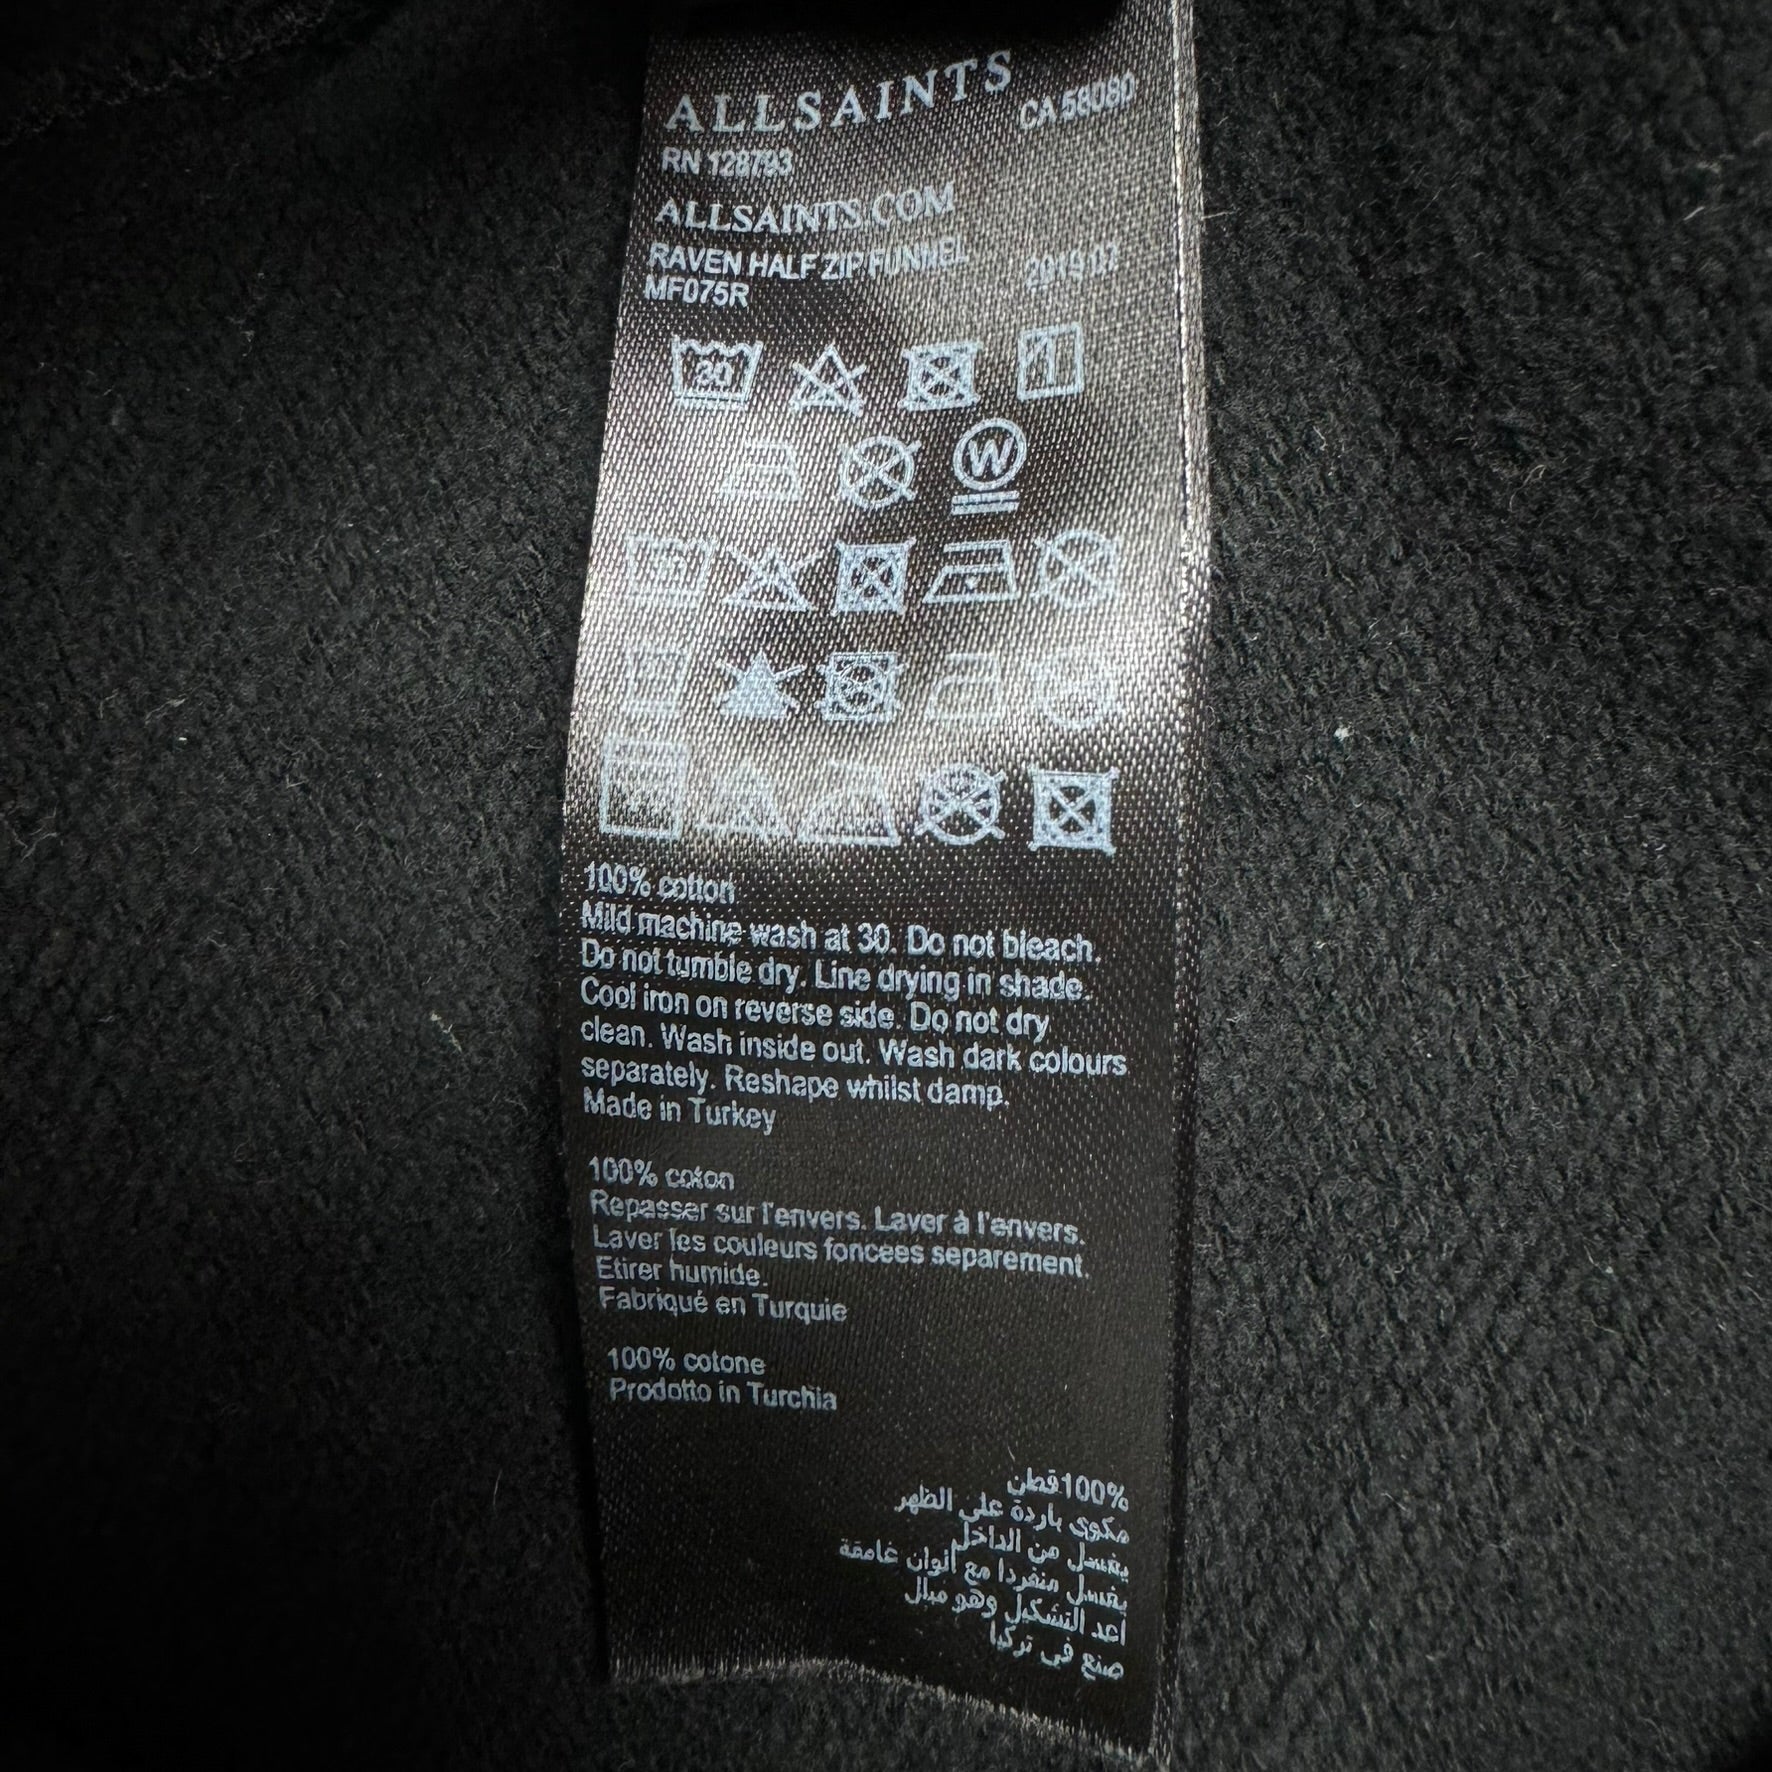 ALLSAINTS
CA 58080
RN 128793
ALLSAINTS.COM
RAVEN HALF ZIP FUNNEL
MF075R
30
W
100% cotton
Mild machine wash at 30. Do not bleach.
Do not tumble dry. Line drying in shade.
Cool iron on reverse side. Do not dry
clean. Wash inside out. Wash dark colours
separately. Reshape whilst damp.
Made in Turkey
100% coton
Repasser sur l'envers. Laver à l'envers.
Laver les couleurs foncees separement.
Etirer humide.
Fabriqué en Turquie
100% cotone
Prodotto in Turchia
100%قطن
مكوى باردة على الظهر
يغسل من الداخل
يغسل منفردا مع ألوان غامقة
اعد التشكيل وهو مبلل
صنع في تركيا